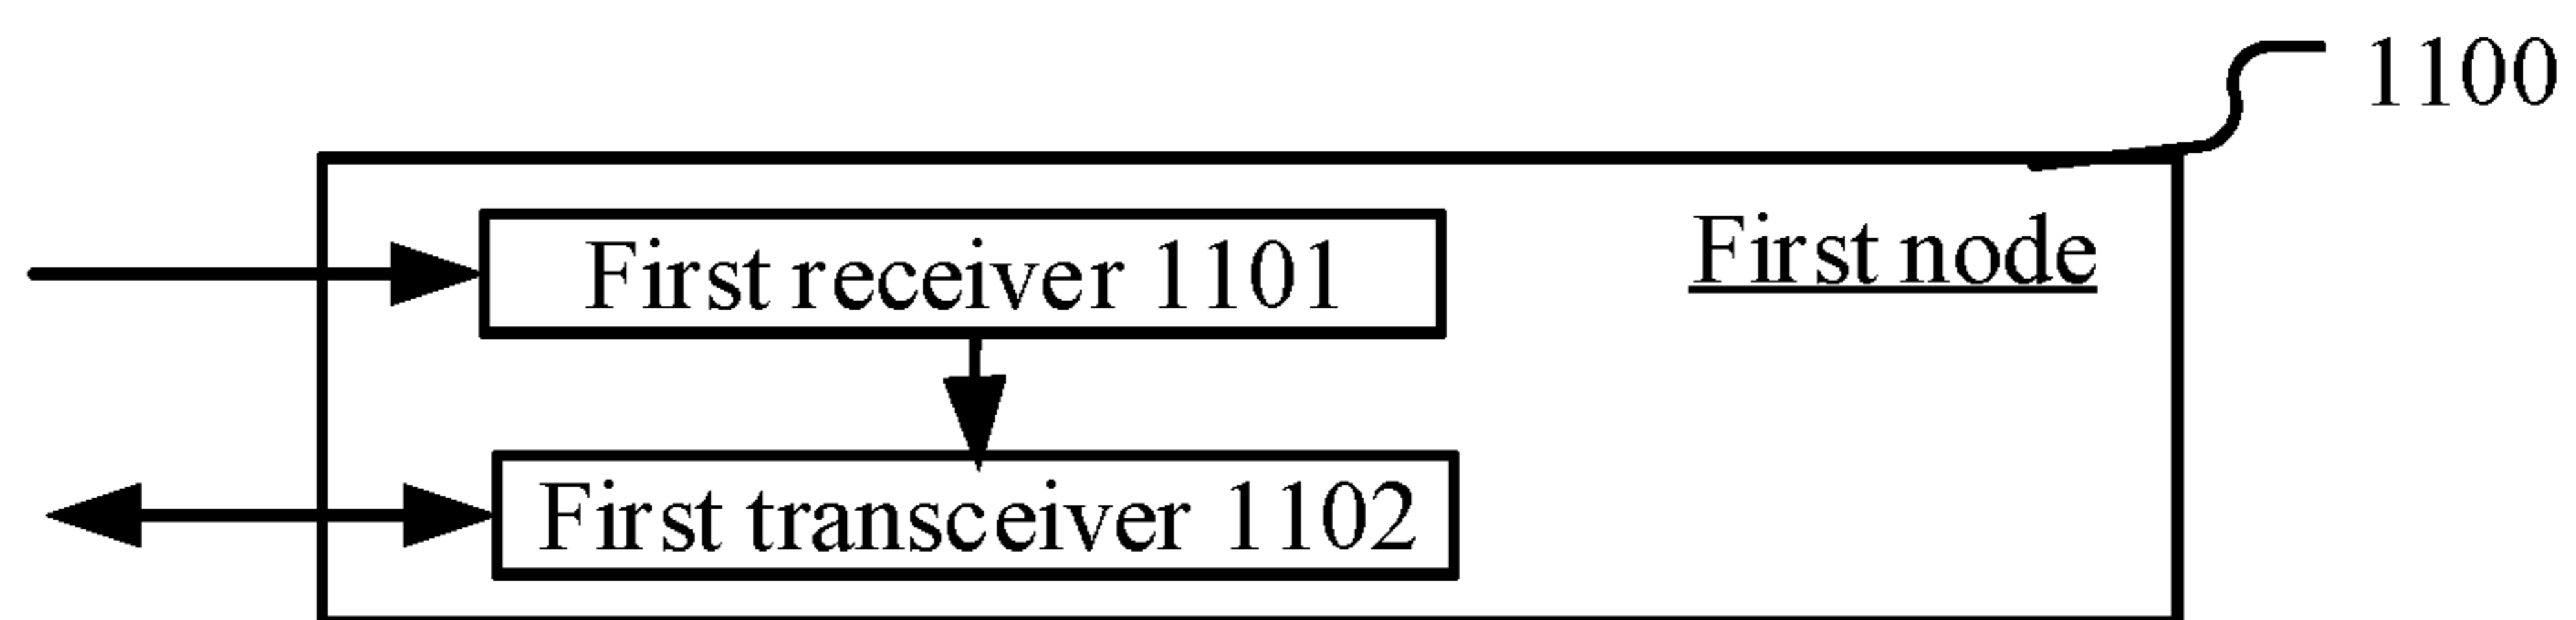 1100
First receiver 1101
First node
First transceiver 1102